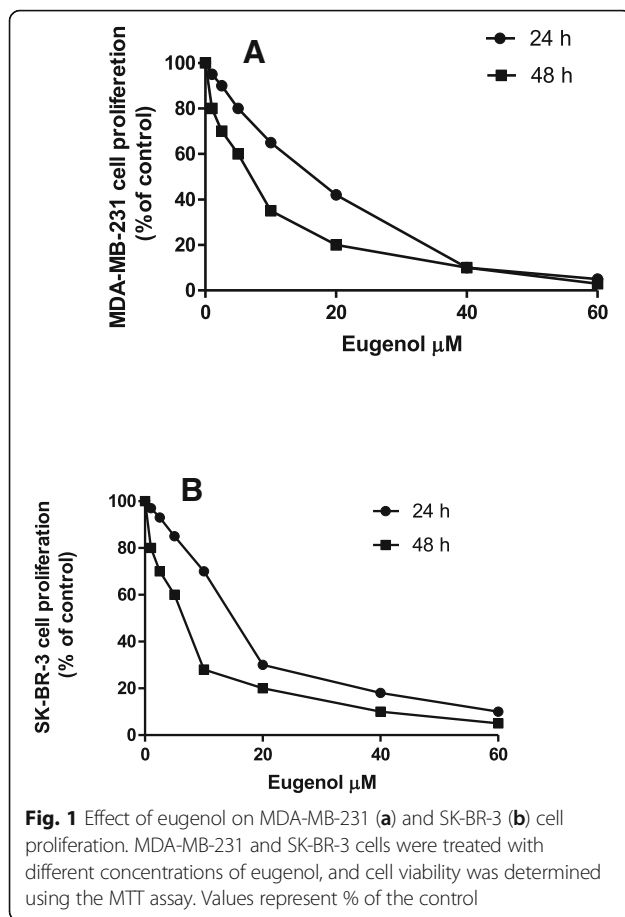 A
24 h
48 h
MDA-MB-231 cell proliferetion
(% of control)
100
80
60
40
20
0
0 20 40 60
Eugenol μM
B
24 h
48 h
SK-BR-3 cell proliferation
(% of control)
100
80
60
40
20
0
0 20 40 60
Eugenol μM
Fig. 1 Effect of eugenol on MDA-MB-231 (a) and SK-BR-3 (b) cell
proliferation. MDA-MB-231 and SK-BR-3 cells were treated with
different concentrations of eugenol, and cell viability was determined
using the MTT assay. Values represent % of the control